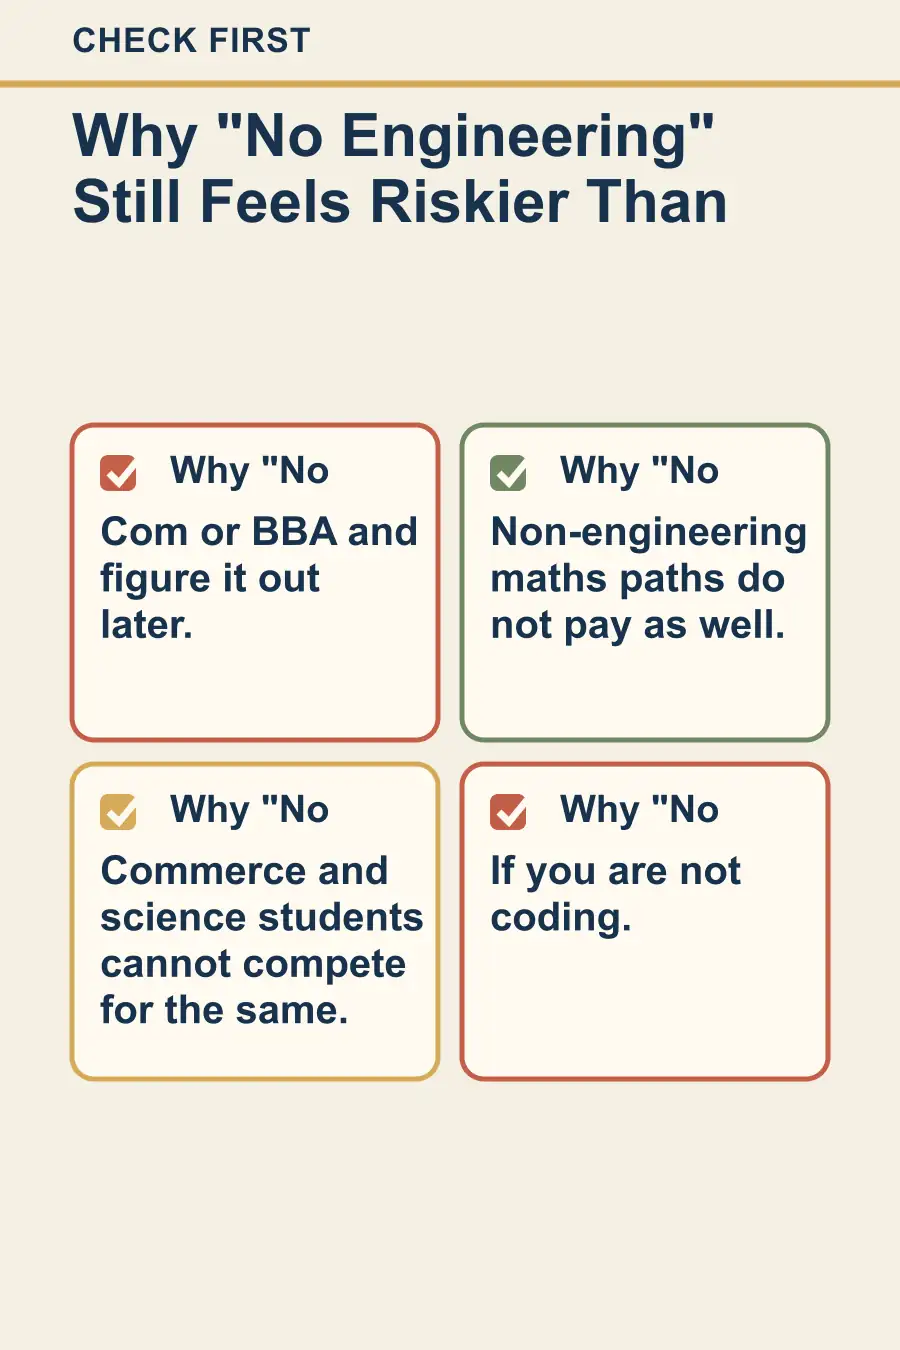 CHECK FIRST
Why "No Engineering"
Still Feels Riskier Than
Why "No
Com or BBA and
figure it out
later.
Why "No
Non-engineering
maths paths do
not pay as well.
Why "No
Commerce and
science students
cannot compete
for the same.
Why "No
If you are not
coding.